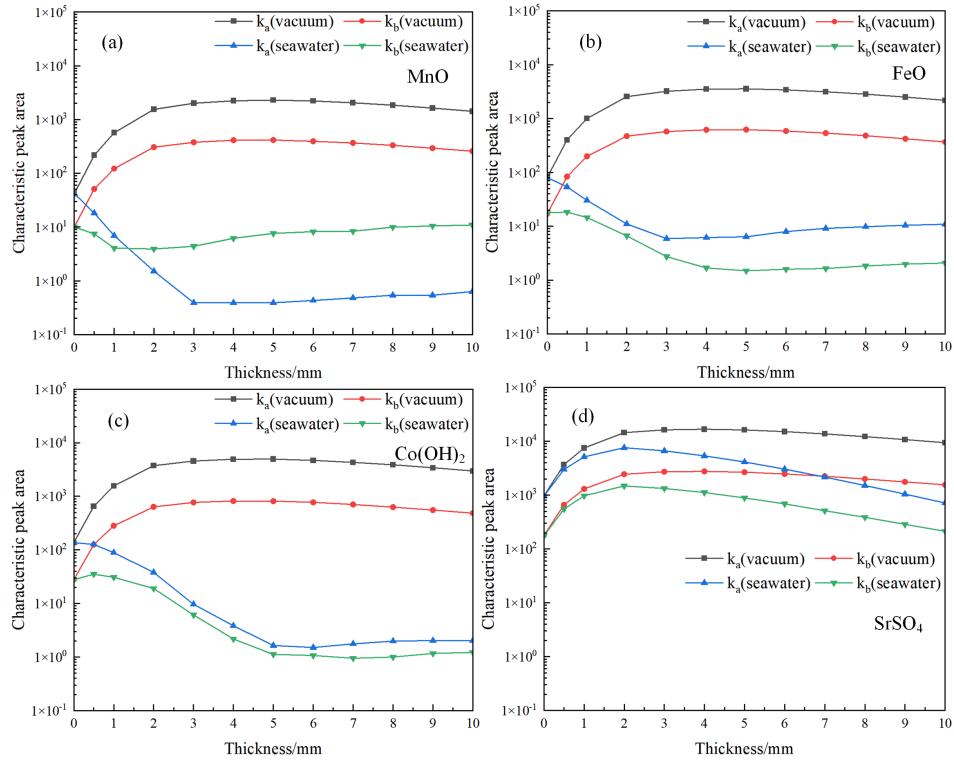 (a)
kₐ(vacuum) k_b(vacuum)
kₐ(seawater) k_b(seawater)
MnO
Characteristic peak area
1×10⁵
1×10⁴
1×10³
1×10²
1×10¹
1×10⁰
1×10⁻¹
0 1 2 3 4 5 6 7 8 9 10
Thickness/mm
(b)
kₐ(vacuum) k_b(vacuum)
kₐ(seawater) k_b(seawater)
FeO
Characteristic peak area
1×10⁵
1×10⁴
1×10³
1×10²
1×10¹
1×10⁰
1×10⁻¹
0 1 2 3 4 5 6 7 8 9 10
Thickness/mm
(c)
kₐ(vacuum) k_b(vacuum)
kₐ(seawater) k_b(seawater)
Co(OH)₂
Characteristic peak area
1×10⁵
1×10⁴
1×10³
1×10²
1×10¹
1×10⁰
1×10⁻¹
0 1 2 3 4 5 6 7 8 9 10
Thickness/mm
(d)
Characteristic peak area
1×10⁵
1×10⁴
1×10³
1×10²
1×10¹
1×10⁰
1×10⁻¹
kₐ(vacuum) k_b(vacuum)
kₐ(seawater) k_b(seawater)
SrSO₄
0 1 2 3 4 5 6 7 8 9 10
Thickness/mm